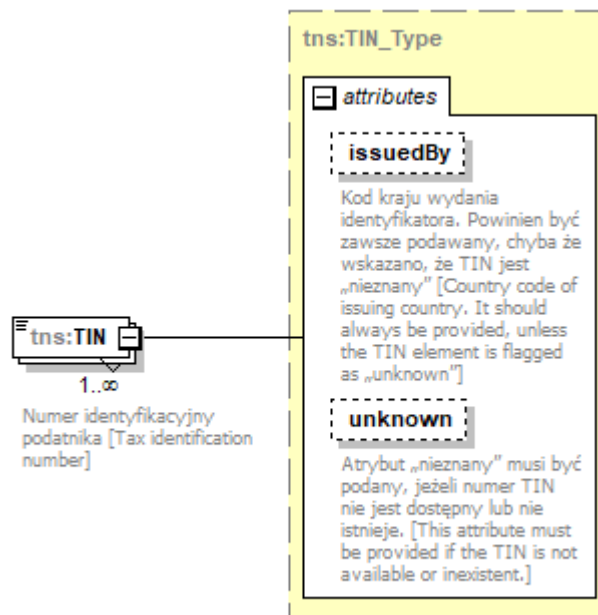 tns:TIN_Type
attributes
issuedBy
Kod kraju wydania
identyfikatora. Powinien być
zawsze podawany, chyba że
wskazano, że TIN jest
„nieznany” [Country code of
issuing country. It should
always be provided, unless
the TIN element is flagged
as „unknown”]
tns:TIN
1..∞
Numer identyfikacyjny
podatnika [Tax identification
number]
unknown
Atrybut „nieznany” musi być
podany, jeżeli numer TIN
nie jest dostępny lub nie
istnieje. [This attribute must
be provided if the TIN is not
available or inexistent.]